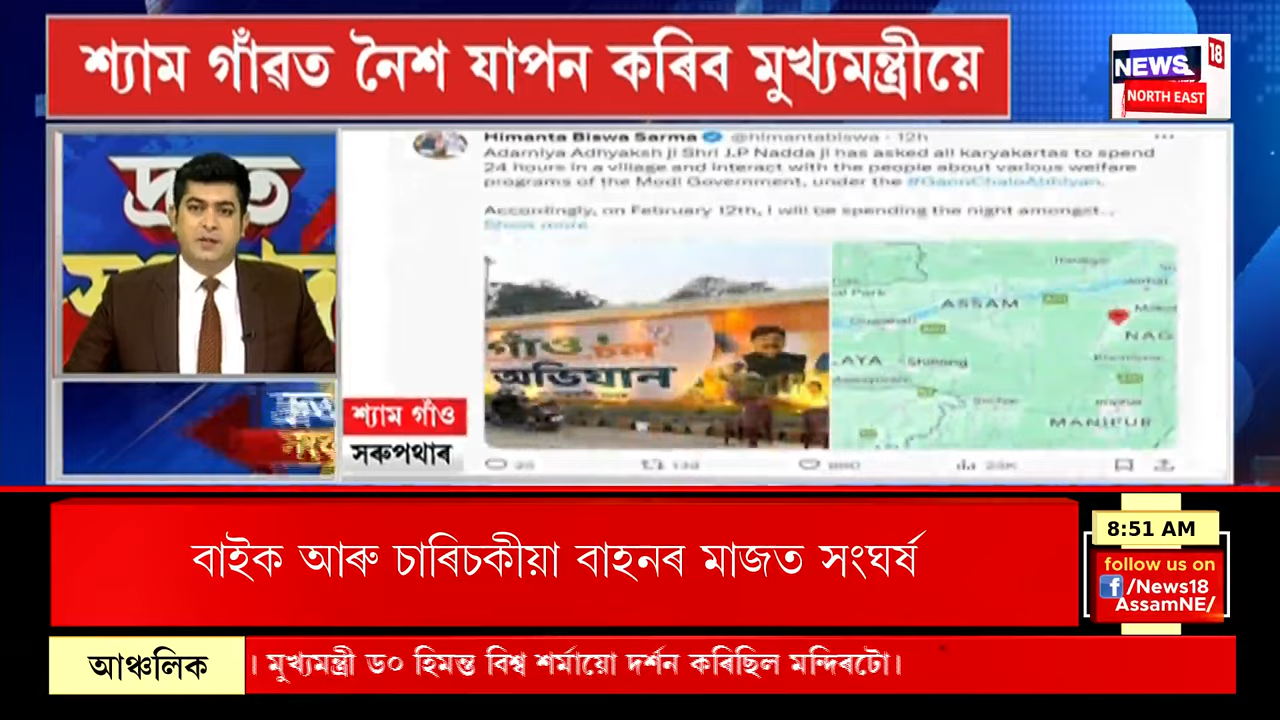 শ্যাম গাঁৱত নৈশ যাপন কৰিব মুখ্যমন্ত্ৰীয়ে
NEWS 18
NORTH EAST
দ্ৰুত
Himanta Biswa Sarma @himantabiswa · 12h
Adarniya Adhyaksh ji Shri J.P Nadda ji has asked all karyakartas to spend
24 hours in a village and interact with the people about various welfare
programs of the Modi Government, under the #GaonChaloAbhiyan.
Accordingly, on February 12th, I will be spending the night amongst...
Show more
গাঁও চল
অভিযান
ASSAM
Shillong
MANIPUR
শ্যাম গাঁও
সৰুপথাৰ
বাইক আৰু চাৰিচকীয়া বাহনৰ মাজত সংঘৰ্ষ
8:51 AM
follow us on
/News18
AssamNE/
আঞ্চলিক
। মুখ্যমন্ত্ৰী ড০ হিমন্ত বিশ্ব শৰ্মায়ো দৰ্শন কৰিছিল মন্দিৰটো।